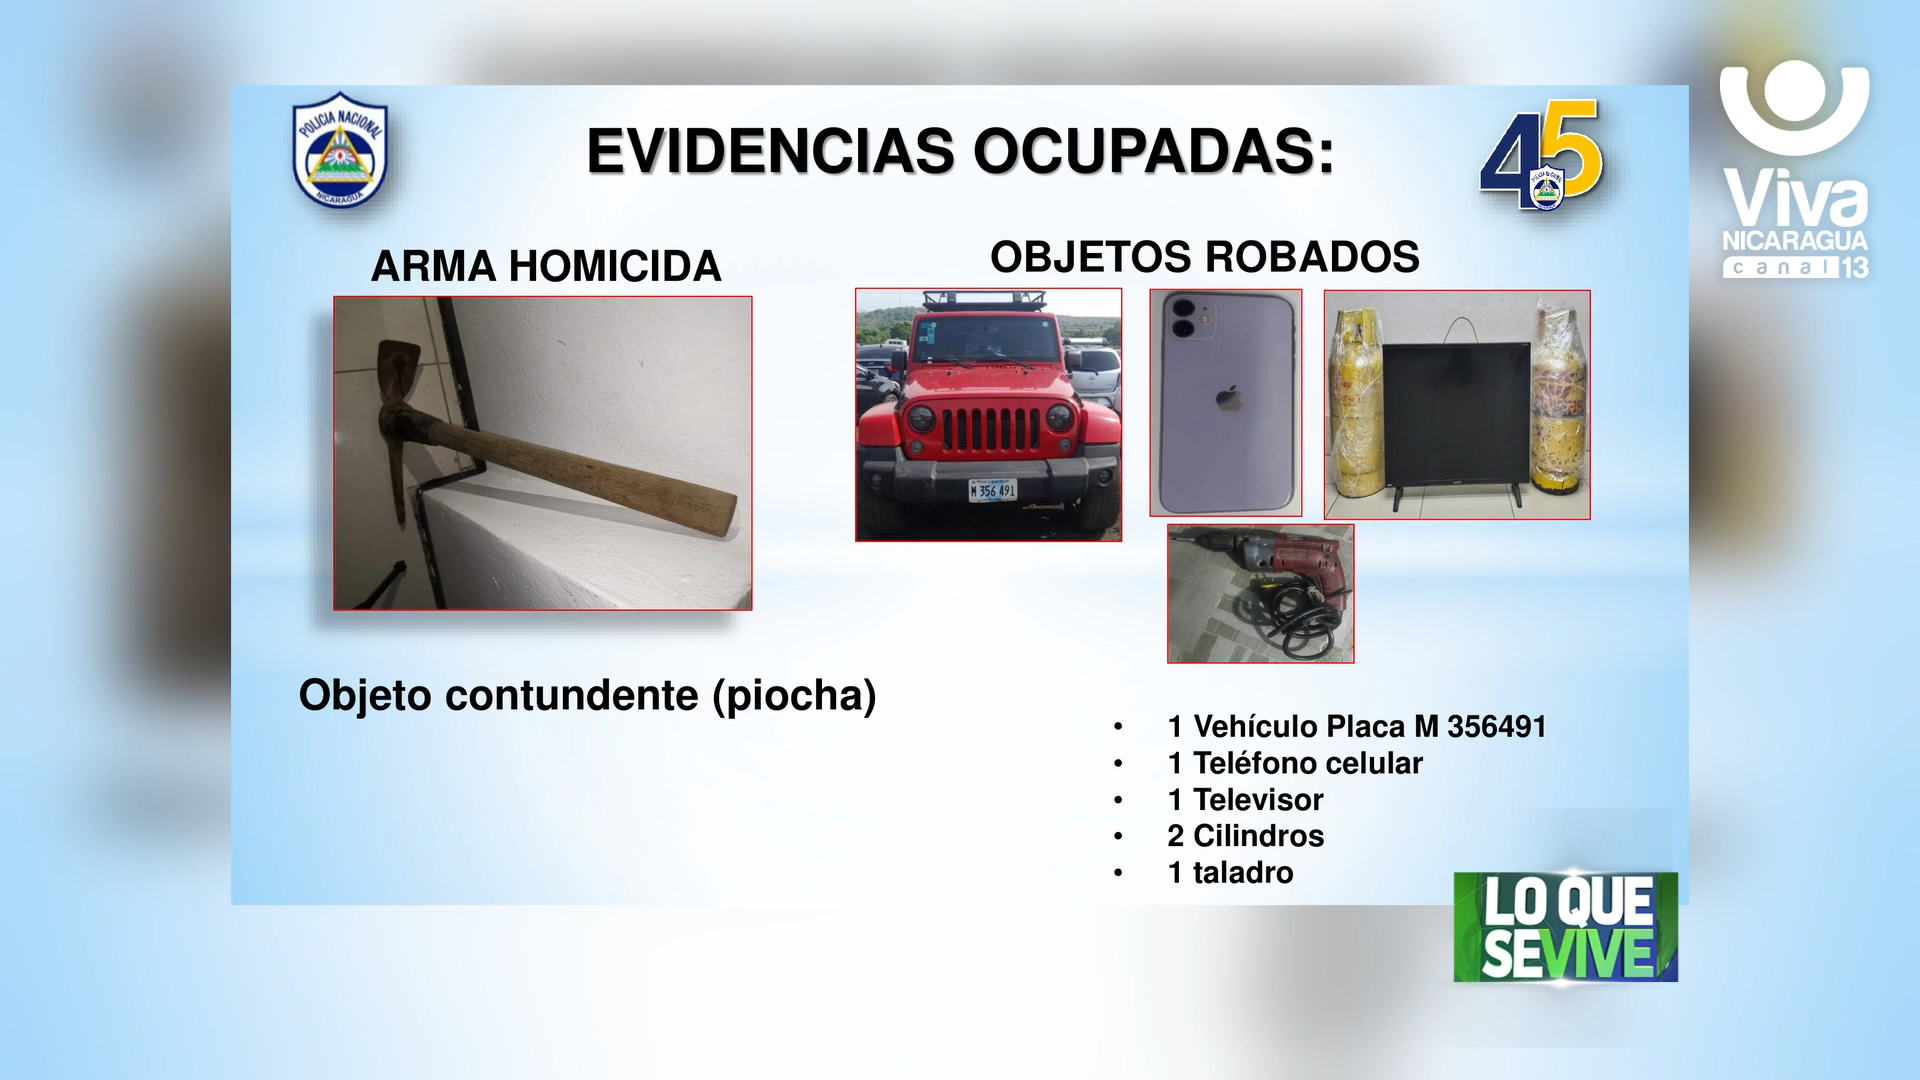 POLICIA NACIONAL
NICARAGUA
EVIDENCIAS OCUPADAS:
45
Viva
NICARAGUA
canal 13
ARMA HOMICIDA
OBJETOS ROBADOS
M 356 491
Objeto contundente (piocha)
• 1 Vehículo Placa M 356491
• 1 Teléfono celular
• 1 Televisor
• 2 Cilindros
• 1 taladro
LO QUE
SE VIVE